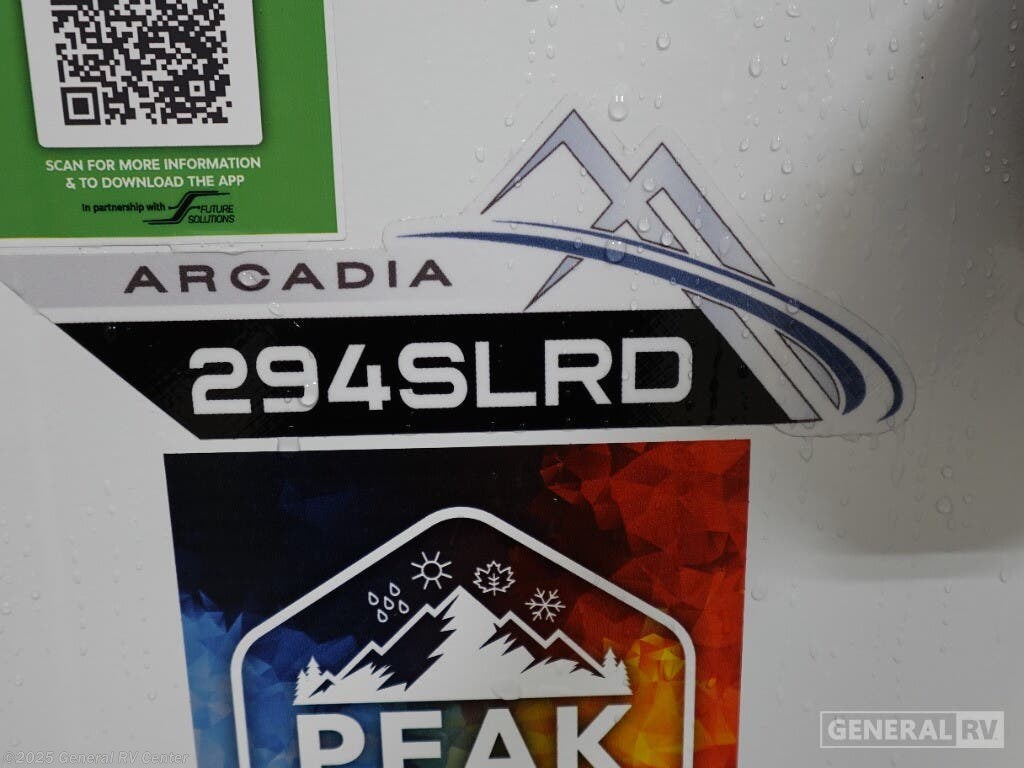 SCAN FOR MORE INFORMATION
& TO DOWNLOAD THE APP
In partnership with FUTURE
SOLUTIONS
ARCADIA
294SLRD
PEAK
GENERAL RV
©2025 General RV Center